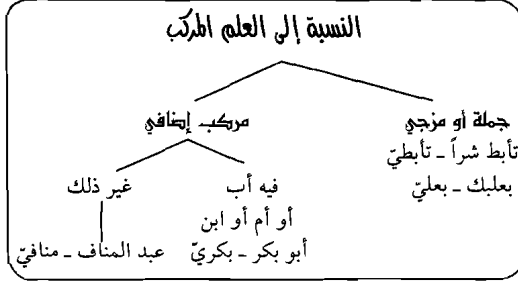 النسبة إلى العلم المركب
جملة أو مزجي
تأبط شراً ـ تأبطيّ
بعلبك ـ بعليّ
مركب إضافي
فيه أب
أو أم أو ابن
أبو بكر ـ بكريّ
غير ذلك
عبد المناف ـ منافيّ